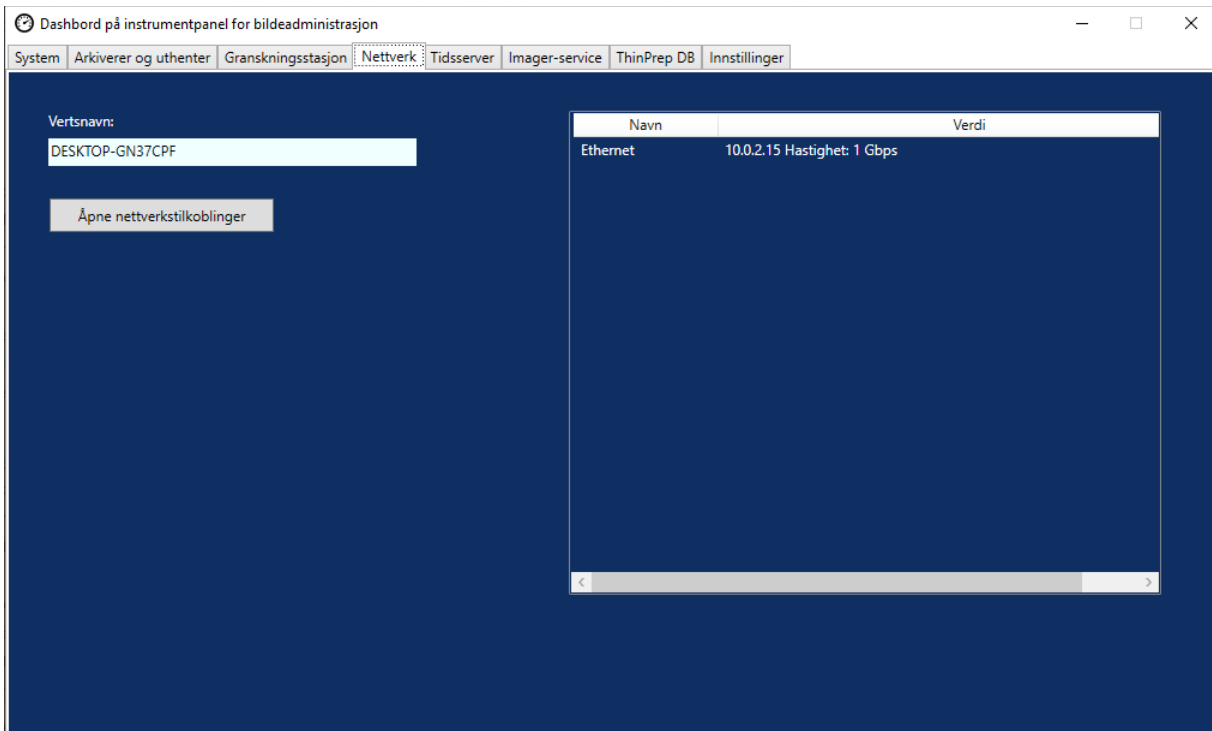 Dashbord på instrumentpanel for bildeadministrasjon
System Arkiverer og uthenter Granskningsstasjon Nettverk Tidsserver Imager-service ThinPrep DB Innstillinger
Vertsnavn:
DESKTOP-GN37CPF
Åpne nettverkstilkoblinger
Navn Verdi
Ethernet 10.0.2.15 Hastighet: 1 Gbps